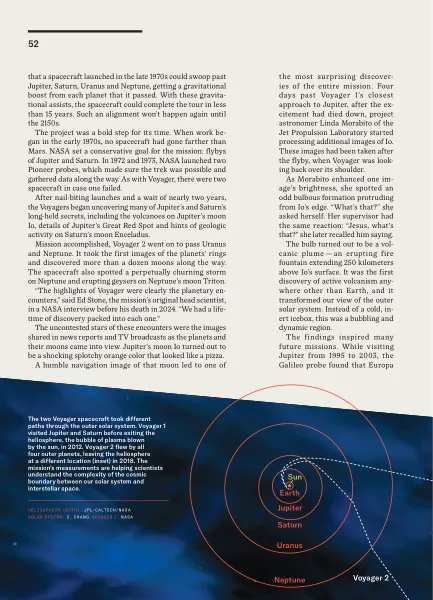 52
that a spacecraft launched in the late 1970s could swoop past
Jupiter, Saturn, Uranus and Neptune, getting a gravitational
boost from each planet that it passed. With these gravita-
tional assists, the spacecraft could complete the tour in less
than 15 years. Such an alignment won't happen again until
the 2150s.
The project was a bold step for its time. When work be-
gan in the early 1970s, no spacecraft had gone farther than
Mars. NASA set a conservative goal for the mission: flybys
of Jupiter and Saturn. In 1972 and 1973, NASA launched two
Pioneer probes, which made sure the trek was possible and
gathered data along the way. As with Voyager, there were two
spacecraft in case one failed.
After nail-biting launches and a wait of nearly two years,
the Voyagers began uncovering many of Jupiter's and Saturn's
long-held secrets, including the volcanoes on Jupiter's moon
Io, details of Jupiter's Great Red Spot and hints of geologic
activity on Saturn's moon Enceladus.
Mission accomplished, Voyager 2 went on to pass Uranus
and Neptune. It took the first images of the planets' rings
and discovered more than a dozen moons along the way.
The spacecraft also spotted a perpetually churning storm
on Neptune and erupting geysers on Neptune's moon Triton.
"The highlights of Voyager were clearly the planetary en-
counters," said Ed Stone, the mission's original head scientist,
in a NASA interview before his death in 2024. "We had a life-
time of discovery packed into each one."
The uncontested stars of these encounters were the images
shared in news reports and TV broadcasts as the planets and
their moons came into view. Jupiter's moon Io turned out to
be a shocking splotchy orange color that looked like a pizza.
A humble navigation image of that moon led to one of
the most surprising discover-
ies of the entire mission. Four
days past Voyager 1's closest
approach to Jupiter, after the ex-
citement had died down, project
astronomer Linda Morabito of the
Jet Propulsion Laboratory started
processing additional images of Io.
These images had been taken after
the flyby, when Voyager was look-
ing back over its shoulder.
As Morabito enhanced one im-
age's brightness, she spotted an
odd bulbous formation protruding
from Io's edge. "What's that?" she
asked herself. Her supervisor had
the same reaction: "Jesus, what's
that?" she later recalled him saying.
The bulb turned out to be a vol-
canic plume — an erupting fire
fountain extending 250 kilometers
above Io's surface. It was the first
discovery of active volcanism any-
where other than Earth, and it
transformed our view of the outer
solar system. Instead of a cold, in-
ert icebox, this was a bubbling and
dynamic region.
The findings inspired many
future missions. While visiting
Jupiter from 1995 to 2003, the
Galileo probe found that Europa
The two Voyager spacecraft took different
paths through the outer solar system. Voyager 1
visited Jupiter and Saturn before exiting the
heliosphere, the bubble of plasma blown
by the sun, in 2012. Voyager 2 flew by all
four outer planets, leaving the heliosphere
at a different location (inset) in 2018. The
mission's measurements are helping scientists
understand the complexity of the cosmic
boundary between our solar system and
interstellar space.
JPL-CALTECH/NASA
SOLAR SYSTEM: E. CHANG NASA
Sun
Earth
Jupiter
Saturn
Uranus
Neptune
Voyager 2